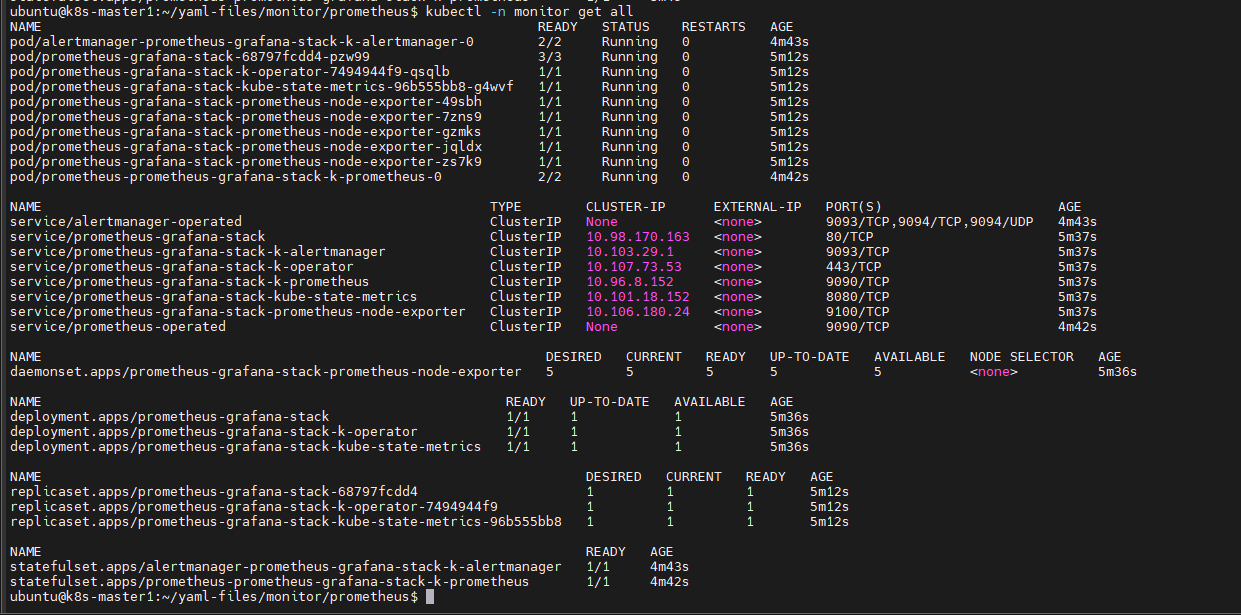 ubuntu@k8s-master1:~/yaml-files/monitor/prometheus$ kubectl -n monitor get all
NAME READY STATUS RESTARTS AGE
pod/alertmanager-prometheus-grafana-stack-k-alertmanager-0 2/2 Running 0 4m43s
pod/prometheus-grafana-stack-68797fcdd4-pzw99 3/3 Running 0 5m12s
pod/prometheus-grafana-stack-k-operator-7494944f9-qsqlb 1/1 Running 0 5m12s
pod/prometheus-grafana-stack-kube-state-metrics-96b555bb8-g4wvf 1/1 Running 0 5m12s
pod/prometheus-grafana-stack-prometheus-node-exporter-49sbh 1/1 Running 0 5m12s
pod/prometheus-grafana-stack-prometheus-node-exporter-7zns9 1/1 Running 0 5m12s
pod/prometheus-grafana-stack-prometheus-node-exporter-gzmks 1/1 Running 0 5m12s
pod/prometheus-grafana-stack-prometheus-node-exporter-jqldx 1/1 Running 0 5m12s
pod/prometheus-grafana-stack-prometheus-node-exporter-zs7k9 1/1 Running 0 5m12s
pod/prometheus-prometheus-grafana-stack-k-prometheus-0 2/2 Running 0 4m42s
NAME TYPE CLUSTER-IP EXTERNAL-IP PORT(S) AGE
service/alertmanager-operated ClusterIP None <none> 9093/TCP,9094/TCP,9094/UDP 4m43s
service/prometheus-grafana-stack ClusterIP 10.98.170.163 <none> 80/TCP 5m37s
service/prometheus-grafana-stack-k-alertmanager ClusterIP 10.103.29.1 <none> 9093/TCP 5m37s
service/prometheus-grafana-stack-k-operator ClusterIP 10.107.73.53 <none> 443/TCP 5m37s
service/prometheus-grafana-stack-k-prometheus ClusterIP 10.96.8.152 <none> 9090/TCP 5m37s
service/prometheus-grafana-stack-kube-state-metrics ClusterIP 10.101.18.152 <none> 8080/TCP 5m37s
service/prometheus-grafana-stack-prometheus-node-exporter ClusterIP 10.106.180.24 <none> 9100/TCP 5m37s
service/prometheus-operated ClusterIP None <none> 9090/TCP 4m42s
NAME DESIRED CURRENT READY UP-TO-DATE AVAILABLE NODE SELECTOR AGE
daemonset.apps/prometheus-grafana-stack-prometheus-node-exporter 5 5 5 5 5 <none> 5m36s
NAME READY UP-TO-DATE AVAILABLE AGE
deployment.apps/prometheus-grafana-stack 1/1 1 1 5m36s
deployment.apps/prometheus-grafana-stack-k-operator 1/1 1 1 5m36s
deployment.apps/prometheus-grafana-stack-kube-state-metrics 1/1 1 1 5m36s
NAME DESIRED CURRENT READY AGE
replicaset.apps/prometheus-grafana-stack-68797fcdd4 1 1 1 5m12s
replicaset.apps/prometheus-grafana-stack-k-operator-7494944f9 1 1 1 5m12s
replicaset.apps/prometheus-grafana-stack-kube-state-metrics-96b555bb8 1 1 1 5m12s
NAME READY AGE
statefulset.apps/alertmanager-prometheus-grafana-stack-k-alertmanager 1/1 4m43s
statefulset.apps/prometheus-prometheus-grafana-stack-k-prometheus 1/1 4m42s
ubuntu@k8s-master1:~/yaml-files/monitor/prometheus$